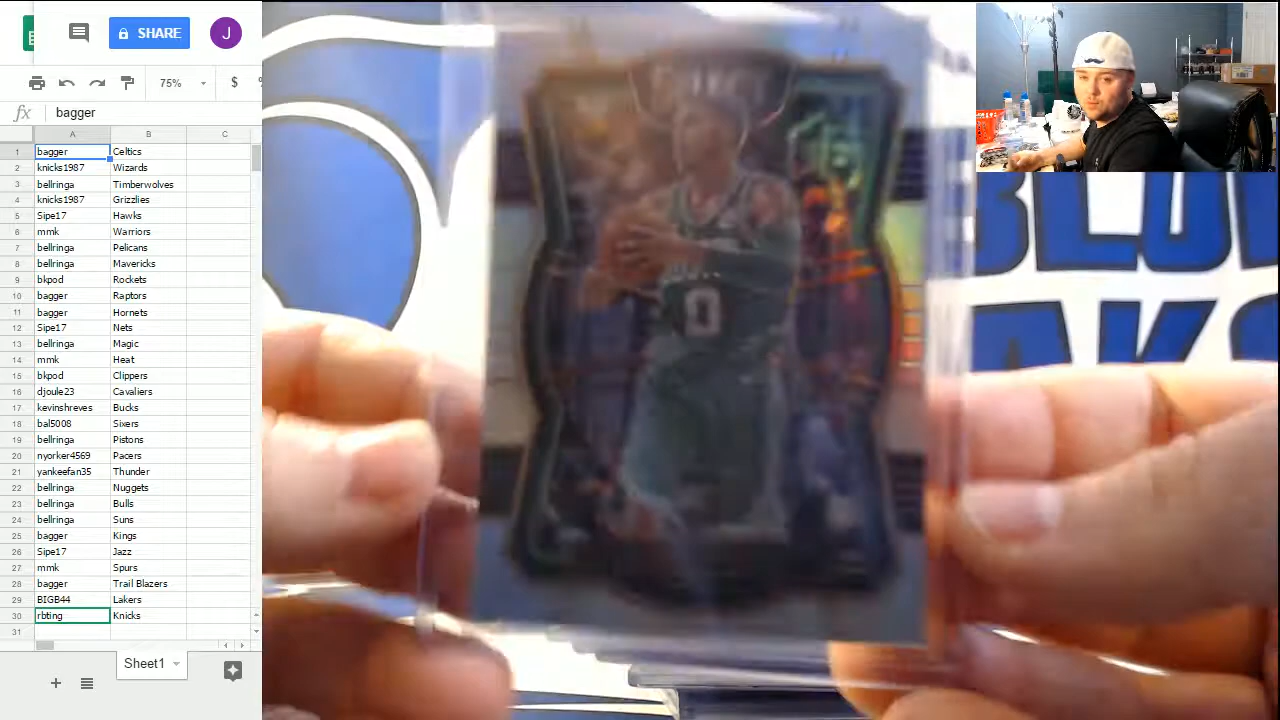 SHARE
J
75%
$
fx
bagger
A B C
1 bagger Celtics
2 knicks1987 Wizards
3 bellringa Timberwolves
4 knicks1987 Grizzlies
5 Sipe17 Hawks
6 mmk Warriors
7 bellringa Pelicans
8 bellringa Mavericks
9 bkpod Rockets
10 bagger Raptors
11 bagger Hornets
12 Sipe17 Nets
13 bellringa Magic
14 mmk Heat
15 bkpod Clippers
16 djoule23 Cavaliers
17 kevinshreves Bucks
18 bal5008 Sixers
19 bellringa Pistons
20 nyorker4569 Pacers
21 yankeefan35 Thunder
22 bellringa Nuggets
23 bellringa Bulls
24 bellringa Suns
25 bagger Kings
26 Sipe17 Jazz
27 mmk Spurs
28 bagger Trail Blazers
29 BIGB44 Lakers
30 rbting Knicks
31
Sheet1
0